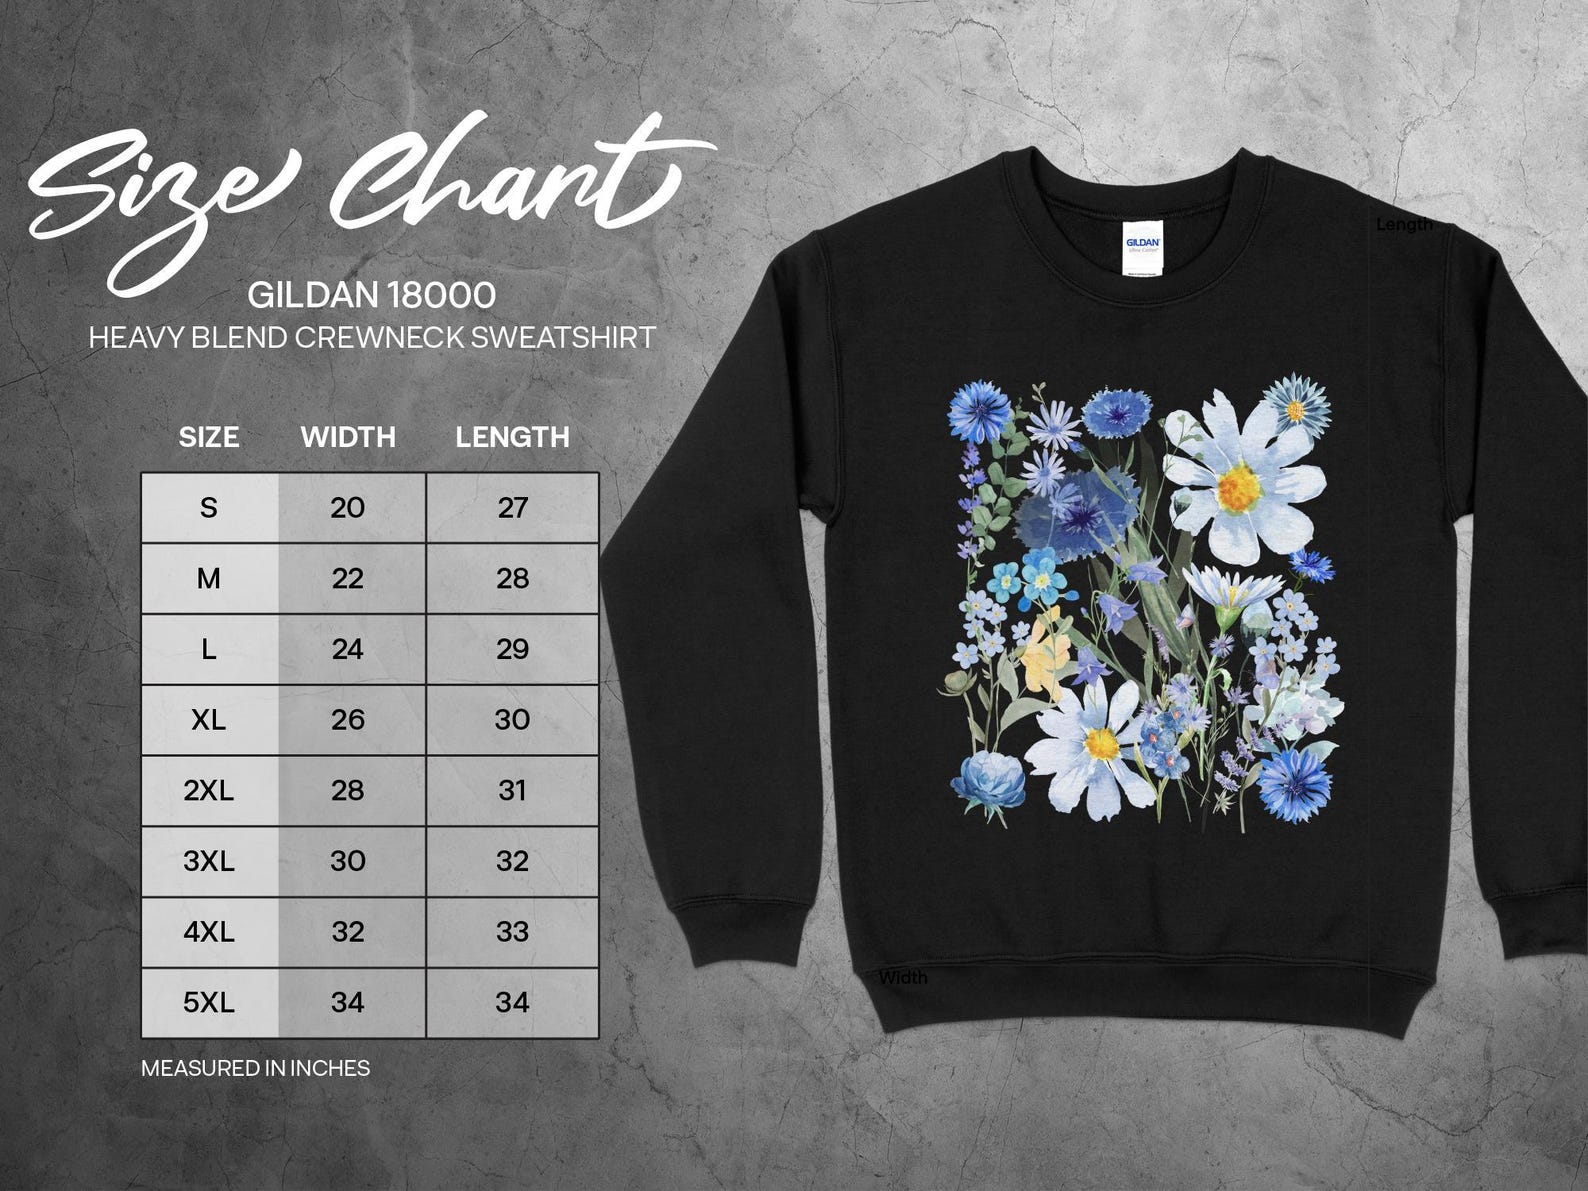 Size Chart
GILDAN 18000
HEAVY BLEND CREWNECK SWEATSHIRT
SIZE WIDTH LENGTH
S 20 27
M 22 28
L 24 29
XL 26 30
2XL 28 31
3XL 30 32
4XL 32 33
5XL 34 34
MEASURED IN INCHES
GILDAN
Length
Width